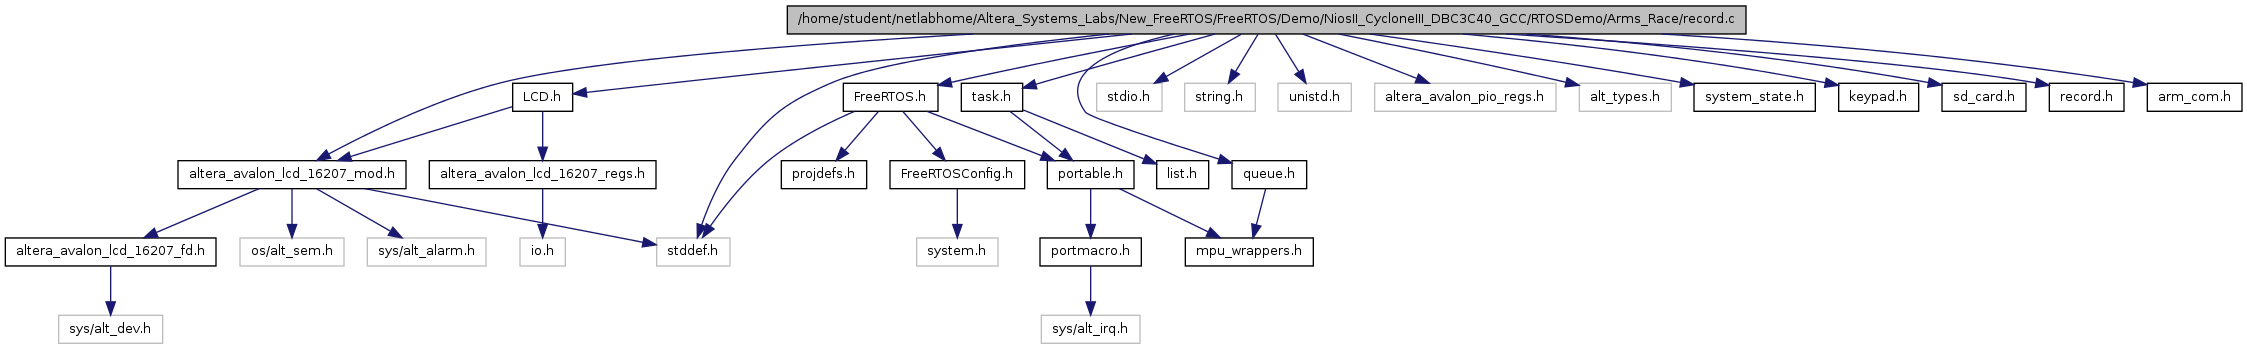 /home/student/netlabhome/Altera_Systems_Labs/New_FreeRTOS/FreeRTOS/Demo/NiosII_CycloneIII_DBC3C40_GCC/RTOSDemo/Arms_Race/record.c
LCD.h
FreeRTOS.h
task.h
stdio.h
string.h
unistd.h
altera_avalon_pio_regs.h
alt_types.h
system_state.h
keypad.h
sd_card.h
record.h
arm_com.h
altera_avalon_lcd_16207_mod.h
altera_avalon_lcd_16207_regs.h
projdefs.h
FreeRTOSConfig.h
portable.h
list.h
queue.h
altera_avalon_lcd_16207_fd.h
os/alt_sem.h
sys/alt_alarm.h
io.h
stddef.h
system.h
portmacro.h
mpu_wrappers.h
sys/alt_dev.h
sys/alt_irq.h